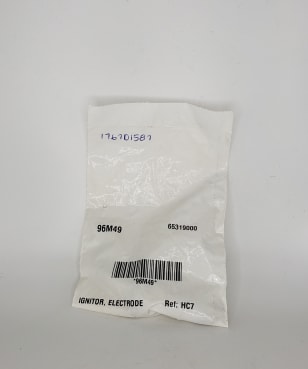 176701587
96M49 65319000
*96M49*
IGNITOR, ELECTRODE Ref: HC7